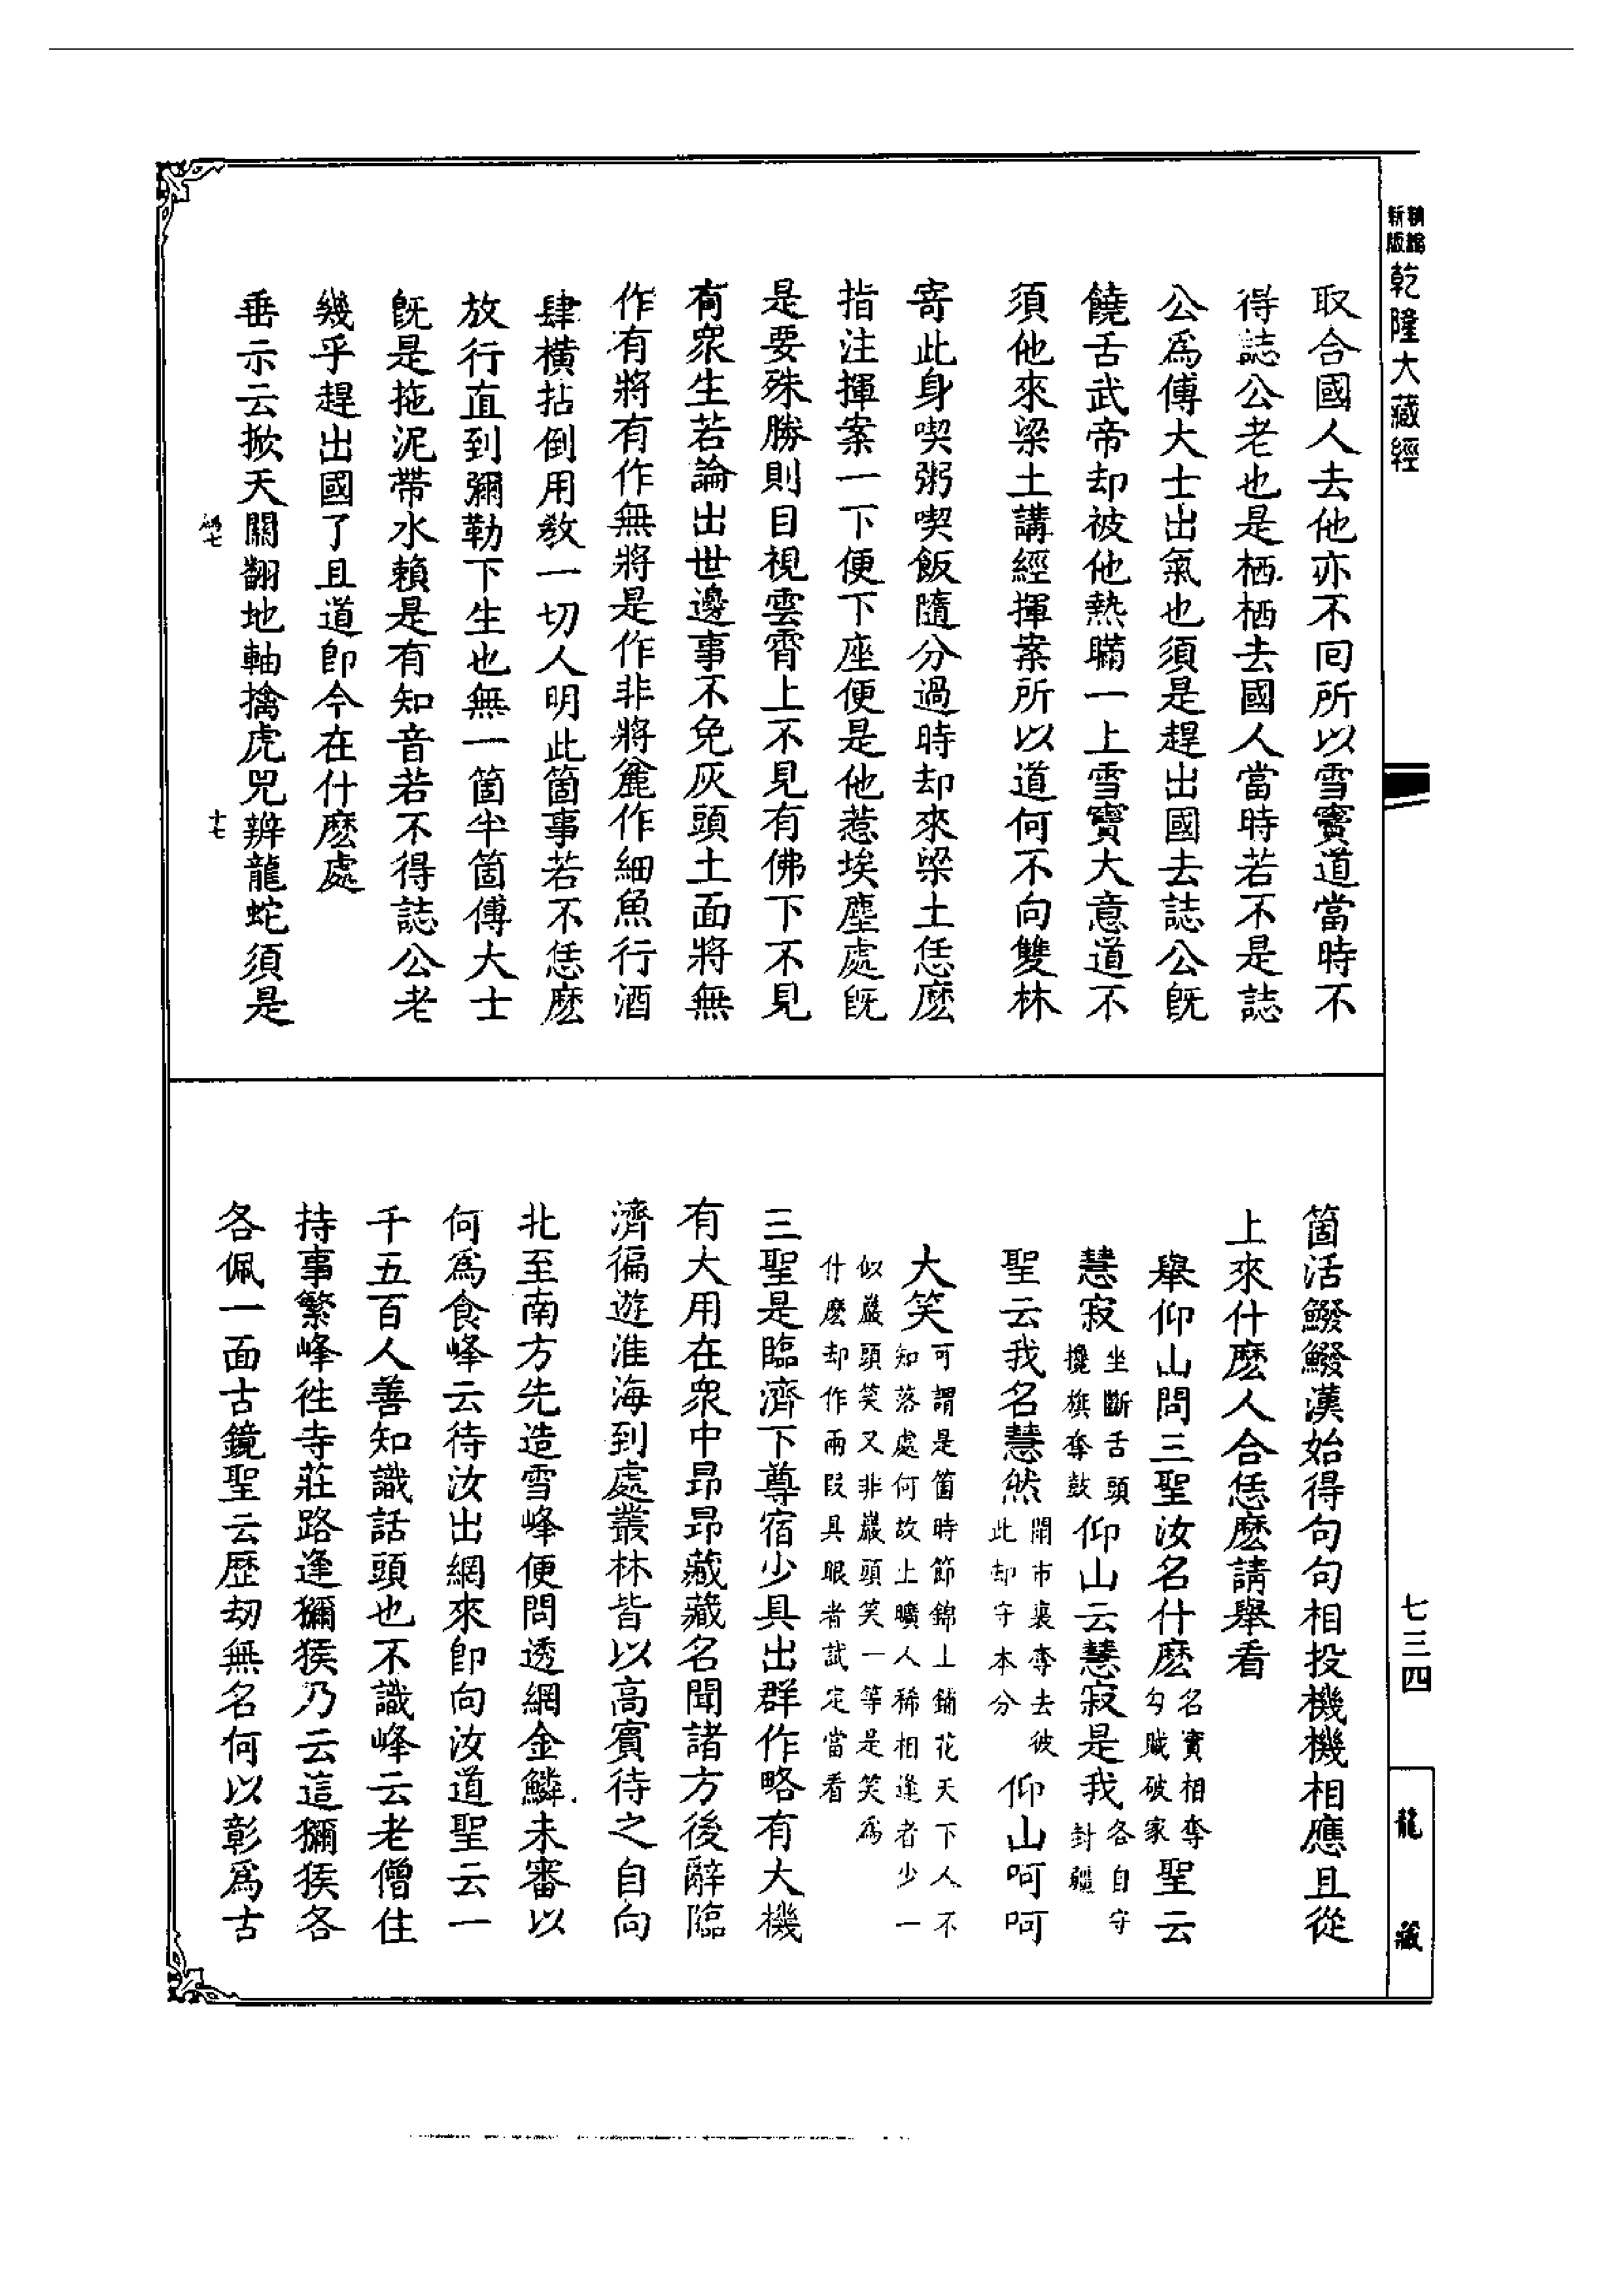 精縮新版乾隆大藏經
七三四
龍藏
取合國人去他亦不回所以雪竇道當時不
得誌公老也是栖栖去國人當時若不是誌
公爲傅大士出氣也須是趕出國去誌公旣
饒舌武帝却被他熱瞞一上雪竇大意道不
須他來梁土講經揮案所以道何不向雙林
寄此身喫粥喫飯隨分過時却來梁土恁麽
指注揮案一下便下座便是他惹埃塵處旣
是要殊勝則目視雲霄上不見有佛下不見
有衆生若論出世邊事不免灰頭土面將無
作有將有作無將是作非將麄作細魚行酒
肆橫拈倒用敎一切人明此箇事若不恁麽
放行直到彌勒下生也無一箇半箇傅大士
旣是拖泥帶水賴是有知音若不得誌公老
幾乎趕出國了且道卽今在什麽處
垂示云掀天關翻地軸擒虎兕辨龍蛇須是
十七
箇活鱍鱍漢始得句句相投機機相應且從
上來什麽人合恁麽請舉看
舉仰山問三聖汝名什麽名實相奪勾賊破家聖云
慧寂坐斷舌頭攙旗奪鼓仰山云慧寂是我各自守封疆
聖云我名慧然鬧市裏奪去彼此却守本分仰山呵呵
大笑可謂是箇時節錦上鋪花天下人不知落處何故土曠人稀相逢者少一
似巖頭笑又非巖頭笑一等是笑爲什麽却作兩段具眼者試定當看
三聖是臨濟下尊宿少具出群作略有大機
有大用在衆中昂昂藏藏名聞諸方後辭臨
濟徧遊淮海到處叢林皆以高賓待之自向
北至南方先造雪峰便問透網金鱗未審以
何爲食峰云待汝出網來卽向汝道聖云一
千五百人善知識話頭也不識峰云老僧住
持事繁峰往寺莊路逢獼猴乃云這獼猴各
各佩一面古鏡聖云歷劫無名何以彰爲古